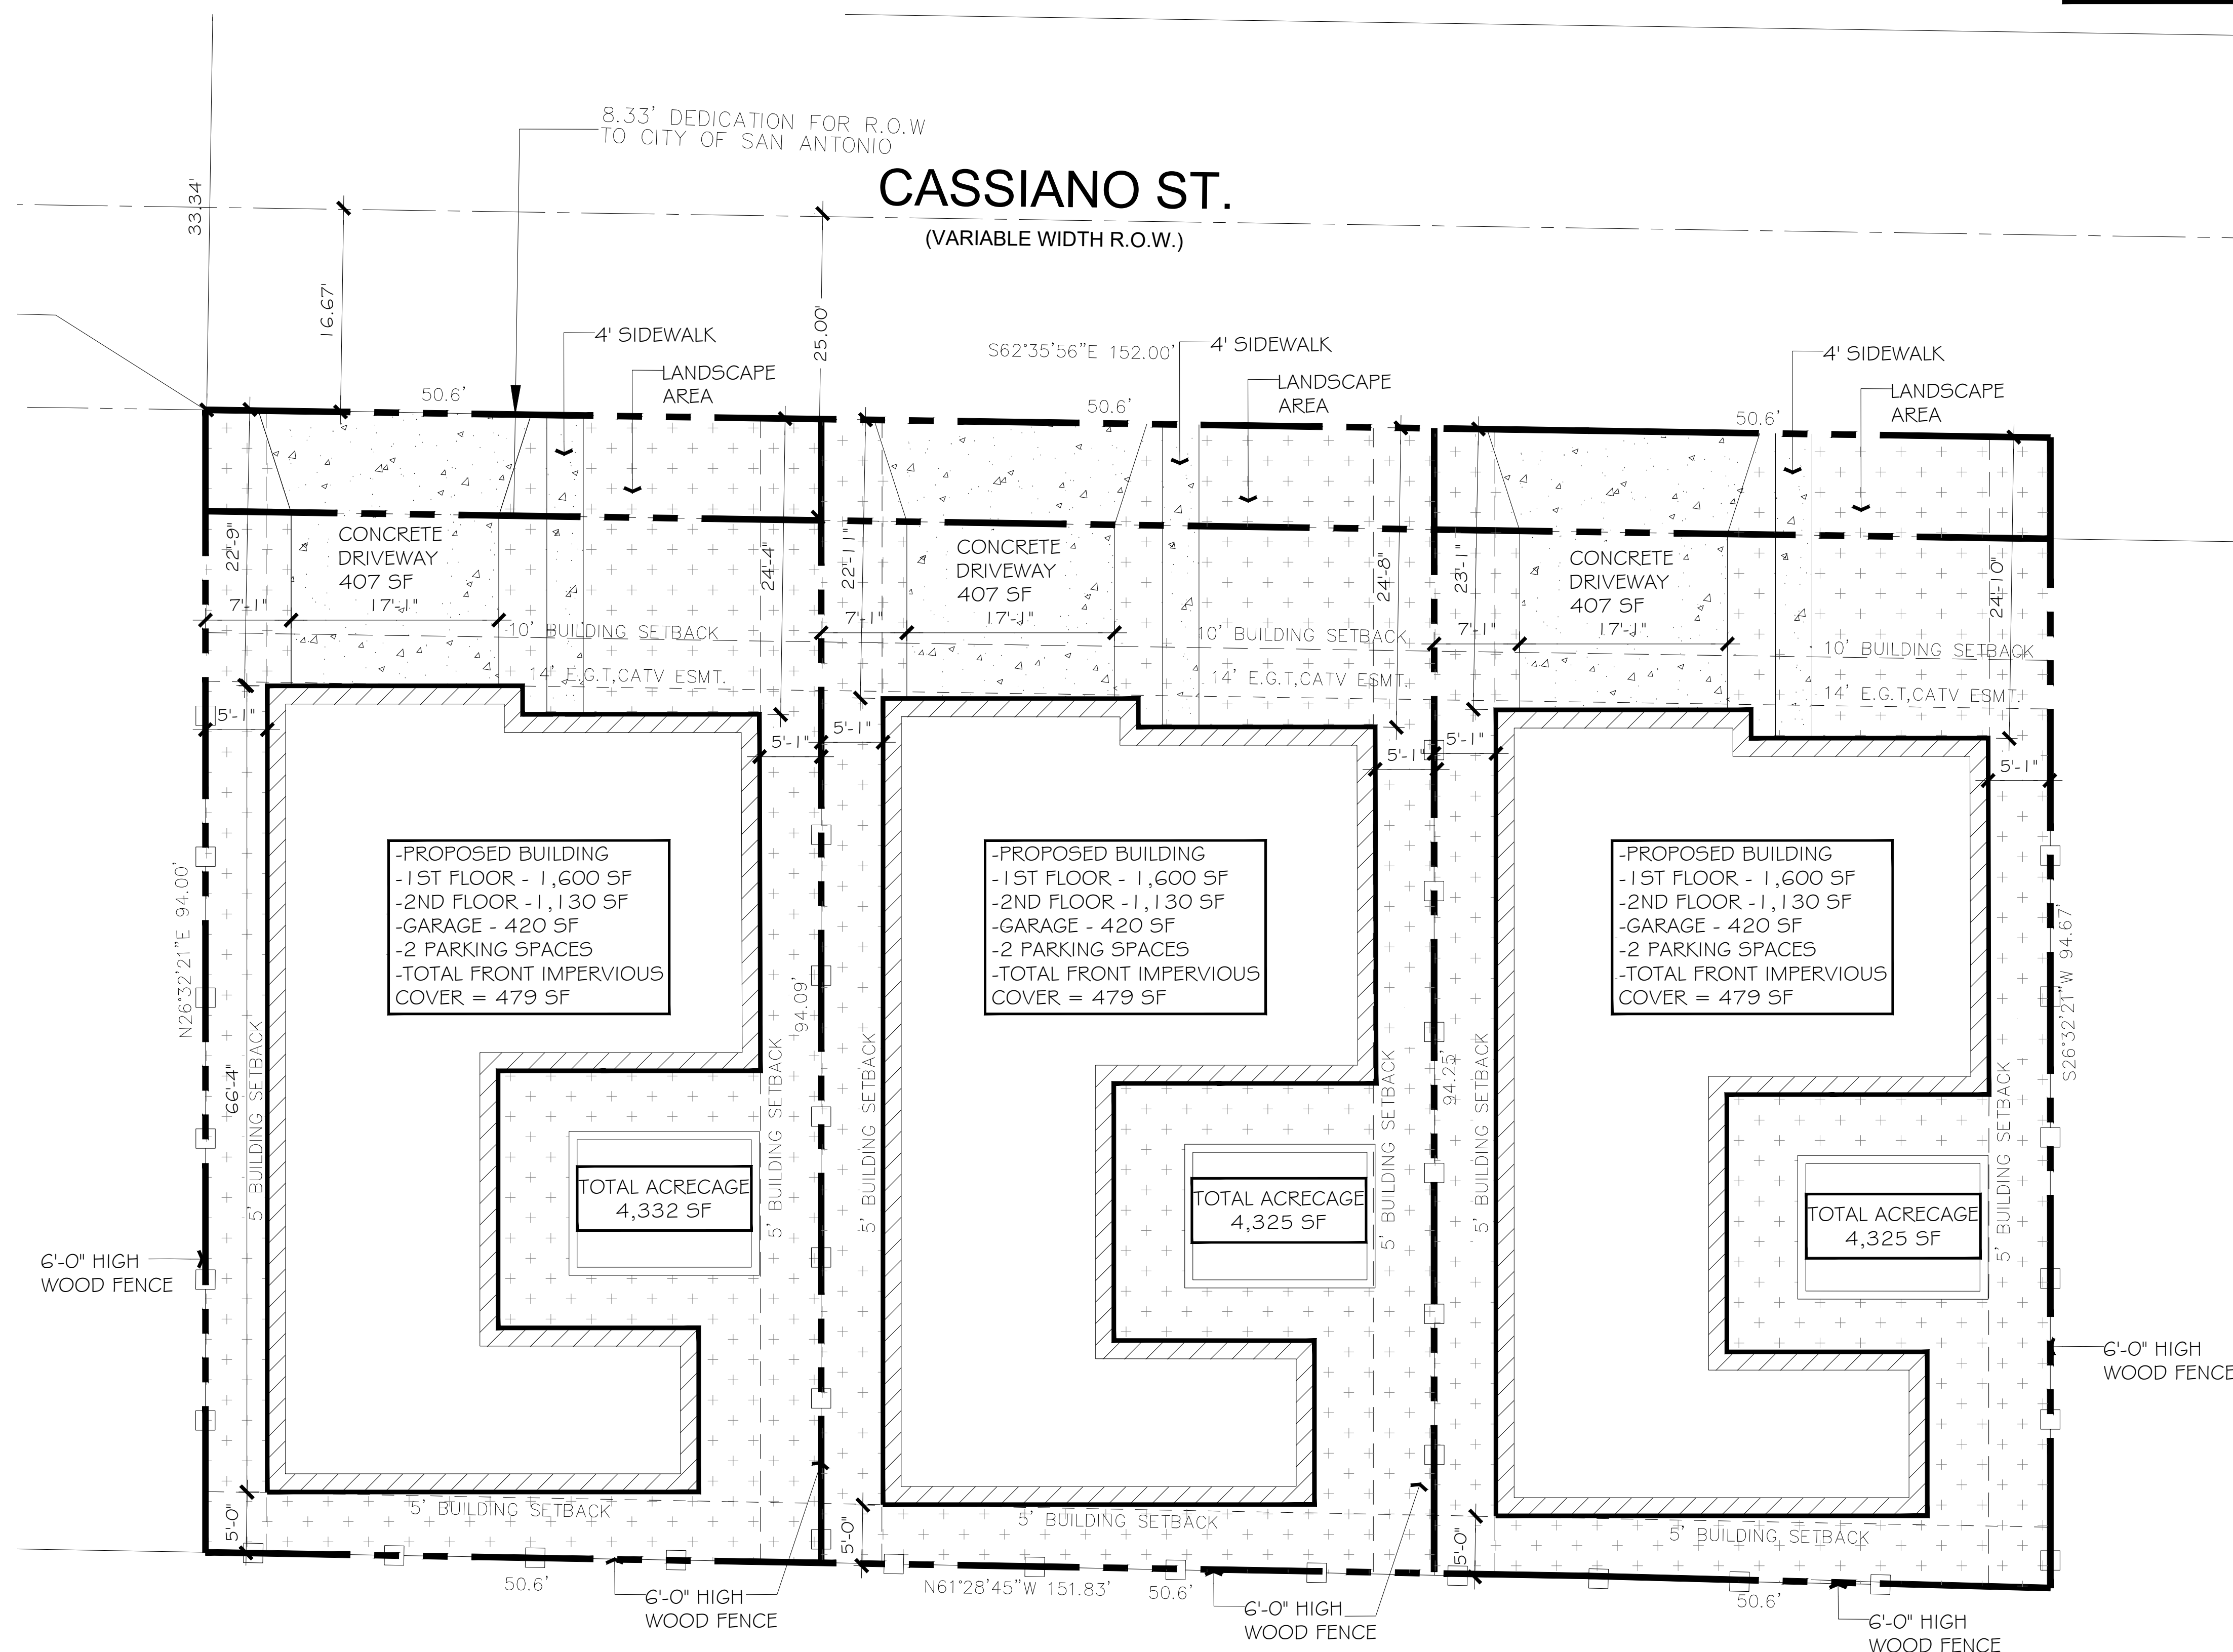 8.33' DEDICATION FOR R.O.W
TO CITY OF SAN ANTONIO
CASSIANO ST.
(VARIABLE WIDTH R.O.W.)
33.34'
16.67'
25.00'
4' SIDEWALK
LANDSCAPE
AREA
50.6'
S62°35'56"E 152.00'
4' SIDEWALK
LANDSCAPE
AREA
50.6'
4' SIDEWALK
LANDSCAPE
AREA
50.6'
22'-9"
CONCRETE
DRIVEWAY
407 SF
7'-1"
17'-1"
24'-4"
10' BUILDING SETBACK
14' E.G.T,CATV ESMT.
5'-1"
5'-1"
22'-11"
CONCRETE
DRIVEWAY
407 SF
7'-1"
17'-1"
24'-8"
10' BUILDING SETBACK
14' E.G.T,CATV ESMT.
5'-1"
5'-1"
23'-1"
CONCRETE
DRIVEWAY
407 SF
7'-1"
17'-1"
24'-10"
10' BUILDING SETBACK
14' E.G.T,CATV ESMT.
5'-1"
5'-1"
N26°32'21"E 94.00'
-PROPOSED BUILDING
-1ST FLOOR - 1,600 SF
-2ND FLOOR -1,130 SF
-GARAGE - 420 SF
-2 PARKING SPACES
-TOTAL FRONT IMPERVIOUS
COVER = 479 SF
94.09'
-PROPOSED BUILDING
-1ST FLOOR - 1,600 SF
-2ND FLOOR -1,130 SF
-GARAGE - 420 SF
-2 PARKING SPACES
-TOTAL FRONT IMPERVIOUS
COVER = 479 SF
94.25'
-PROPOSED BUILDING
-1ST FLOOR - 1,600 SF
-2ND FLOOR -1,130 SF
-GARAGE - 420 SF
-2 PARKING SPACES
-TOTAL FRONT IMPERVIOUS
COVER = 479 SF
S26°32'21"W 94.67'
66'-4"
5' BUILDING SETBACK
5' BUILDING SETBACK
5' BUILDING SETBACK
5' BUILDING SETBACK
5' BUILDING SETBACK
5' BUILDING SETBACK
TOTAL ACRECAGE
4,332 SF
TOTAL ACRECAGE
4,325 SF
TOTAL ACRECAGE
4,325 SF
6'-0" HIGH
WOOD FENCE
6'-0" HIGH
WOOD FENCE
5'-0"
5' BUILDING SETBACK
5'-0"
5' BUILDING SETBACK
5'-0"
5' BUILDING SETBACK
50.6'
6'-0" HIGH
WOOD FENCE
N61°28'45"W 151.83'
50.6'
6'-0" HIGH
WOOD FENCE
50.6'
6'-0" HIGH
WOOD FENCE